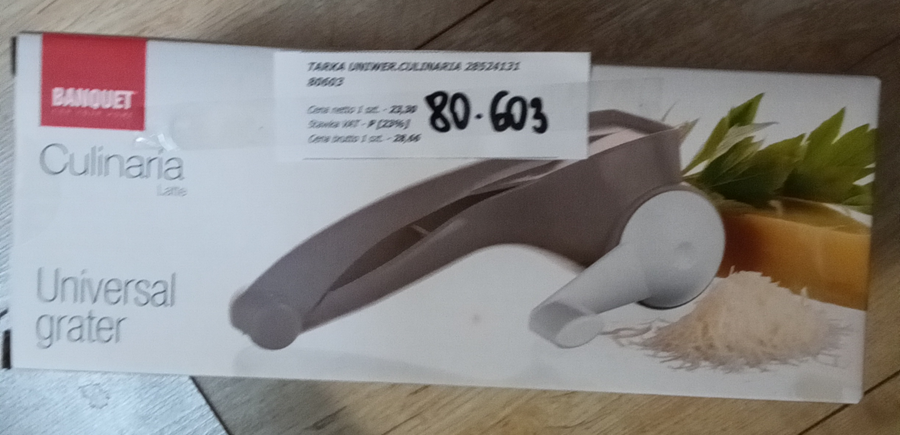 BANQUET
Culinaria
Latte
Universal
grater
TARKA UNIWER.CULINARIA 28524131
80603
Cena netto 1 szt. - 23,30
Stawka VAT - P [23%]
Cena brutto 1 szt. - 28,66
80.603